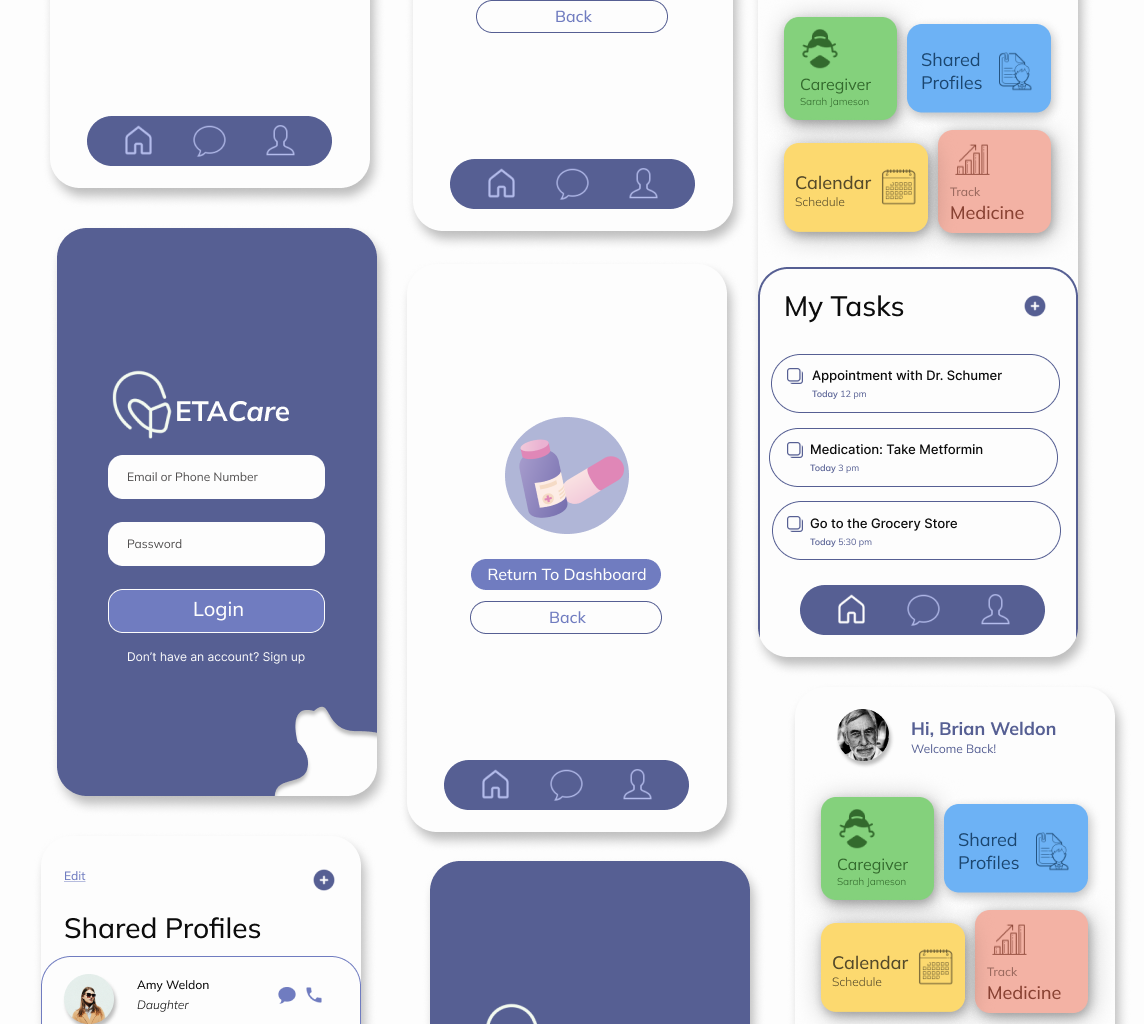 Back
Caregiver
Sarah Jameson
Shared
Profiles
Calendar
Schedule
Track
Medicine
My Tasks
Appointment with Dr. Schumer
Today 12 pm
Medication: Take Metformin
Today 3 pm
Go to the Grocery Store
Today 5:30 pm
ETACare
Email or Phone Number
Password
Login
Don't have an account? Sign up
Return To Dashboard
Back
Hi, Brian Weldon
Welcome Back!
Caregiver
Sarah Jameson
Shared
Profiles
Calendar
Schedule
Track
Medicine
Edit
Shared Profiles
Amy Weldon
Daughter